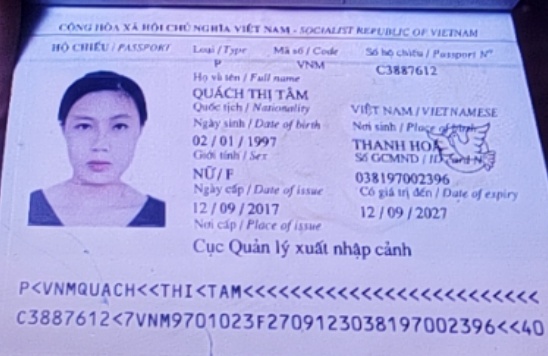 CỘNG HÒA XÃ HỘI CHỦ NGHĨA VIỆT NAM - SOCIALIST REPUBLIC OF VIETNAM
HỘ CHIẾU / PASSPORT Loại / Type Mã số / Code Số hộ chiếu / Passport Nº
P VNM C3887612
Họ và tên / Full name
QUÁCH THỊ TÂM
Quốc tịch / Nationality VIỆT NAM / VIETNAMESE
Ngày sinh / Date of birth Nơi sinh / Place of birth
02 / 01 / 1997 THANH HOÁ
Giới tính / Sex Số GCMND / ID card Nº
NỮ / F 038197002396
Ngày cấp / Date of issue Có giá trị đến / Date of expiry
12 / 09 / 2017 12 / 09 / 2027
Nơi cấp / Place of issue
Cục Quản lý xuất nhập cảnh
P<VNMQUACH<<THI<TAM<<<<<<<<<<<<<<<<<<<<<<<<<
C3887612<7VNM9701023F2709123038197002396<<40